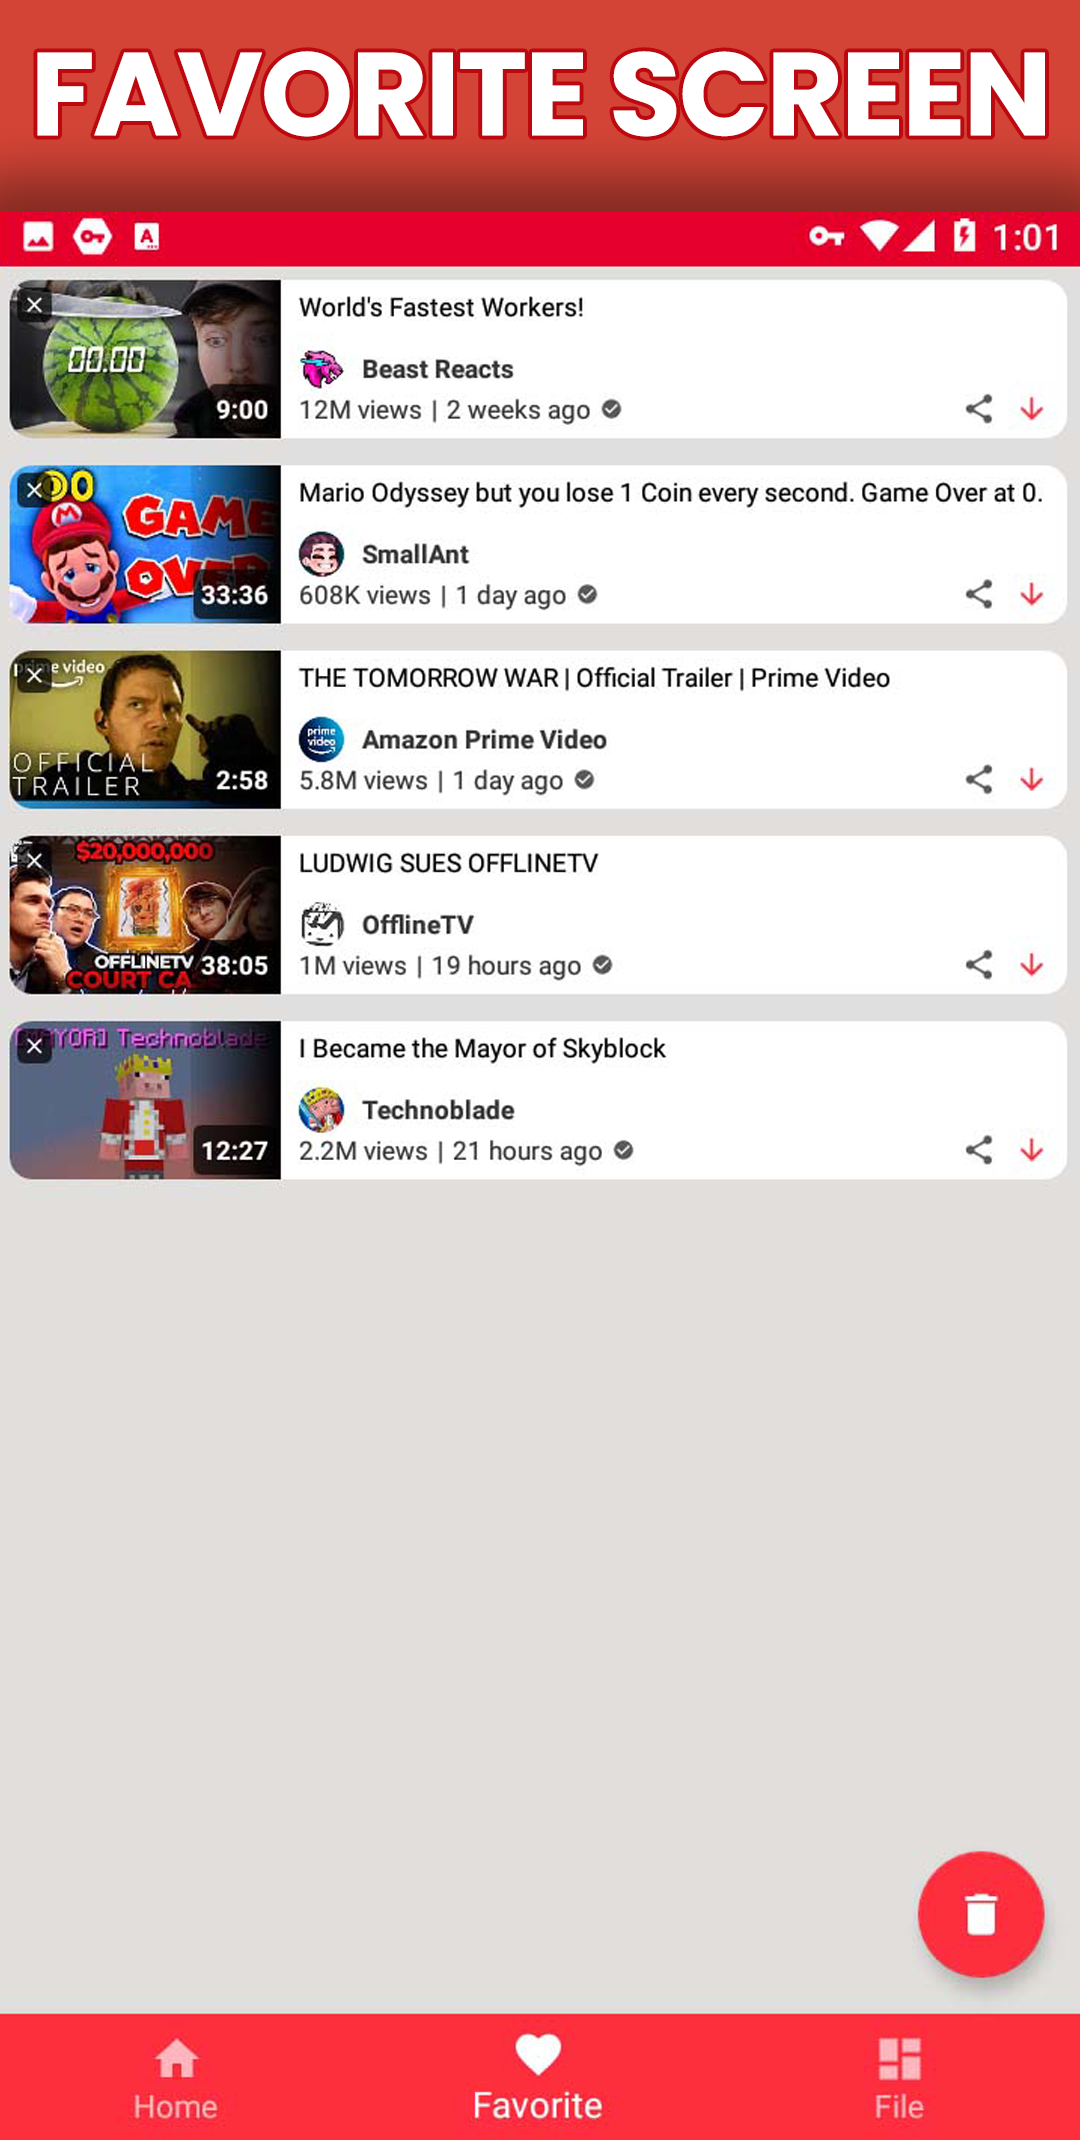 FAVORITE SCREEN
1:01
World's Fastest Workers!
00.00
Beast Reacts
9:00
12M views | 2 weeks ago
00
Mario Odyssey but you lose 1 Coin every second. Game Over at 0.
GAME
SmallAnt
33:36
608K views | 1 day ago
video
THE TOMORROW WAR | Official Trailer | Prime Video
prime
video
Amazon Prime Video
OFFICIAL
TRAILER
2:58
5.8M views | 1 day ago
$20,000,000
LUDWIG SUES OFFLINETV
OfflineTV
OFFLINETV
COURT CA
38:05
1M views | 19 hours ago
Technoblade
I Became the Mayor of Skyblock
Technoblade
12:27
2.2M views | 21 hours ago
Home
Favorite
File